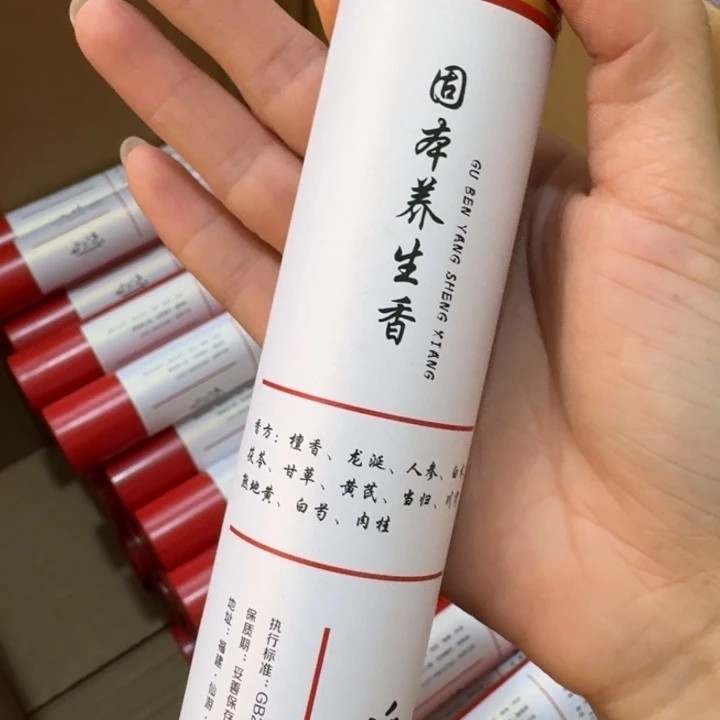 固本养生香
GU BEN YANG SHENG XIANG
香方：檀香、龙涎、人参、白
茯苓、甘草、黄芪、当归、川
熟地黄、白芍、肉桂
执行标准：GB2
保质期：妥善保存
地址：福建·仙游·